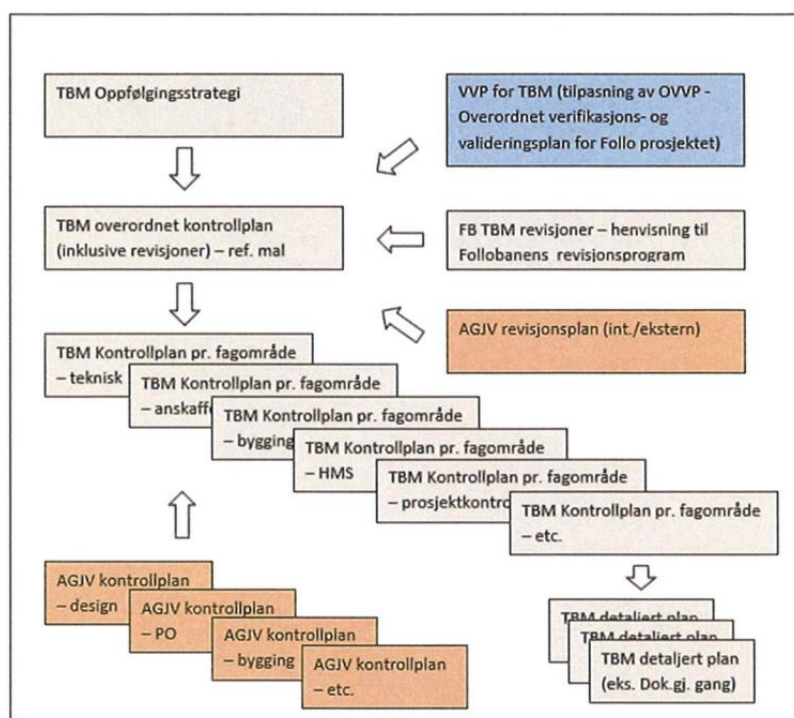 TBM Oppfølgingsstrategi
VVP for TBM (tilpasning av OVVP -
Overordnet verifikasjons- og
valideringsplan for Follo prosjektet)
TBM overordnet kontrollplan
(inklusive revisjoner) – ref. mal
FB TBM revisjoner – henvisning til
Follobanens revisjonsprogram
AGJV revisjonsplan (int./ekstern)
TBM Kontrollplan pr. fagområde
– teknisk
TBM Kontrollplan pr. fagområde
– anskaffe
TBM Kontrollplan pr. fagområde
– bygging
TBM Kontrollplan pr. fagområde
– HMS
TBM Kontrollplan pr. fagområde
– prosjektkontro
TBM Kontrollplan pr. fagområde
– etc.
AGJV kontrollplan
– design
AGJV kontrollplan
– PO
AGJV kontrollplan
– bygging
AGJV kontrollplan
– etc.
TBM detaljert plan
TBM detaljert plan
TBM detaljert plan
(eks. Dok.gj. gang)